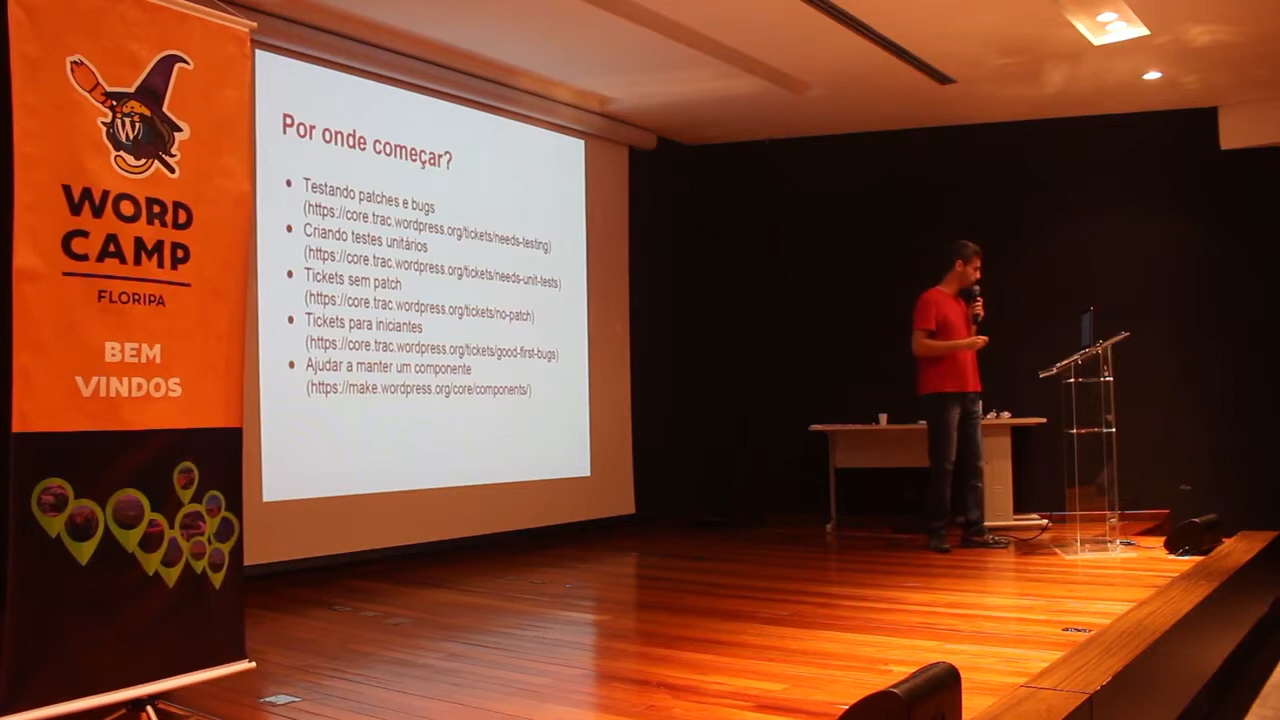 WORD
CAMP
FLORIPA
BEM
VINDOS
Por onde começar?
● Testando patches e bugs
(https://core.trac.wordpress.org/tickets/needs-testing)
● Criando testes unitários
(https://core.trac.wordpress.org/tickets/needs-unit-tests)
● Tickets sem patch
(https://core.trac.wordpress.org/tickets/no-patch)
● Tickets para iniciantes
(https://core.trac.wordpress.org/tickets/good-first-bugs)
● Ajudar a manter um componente
(https://make.wordpress.org/core/components/)